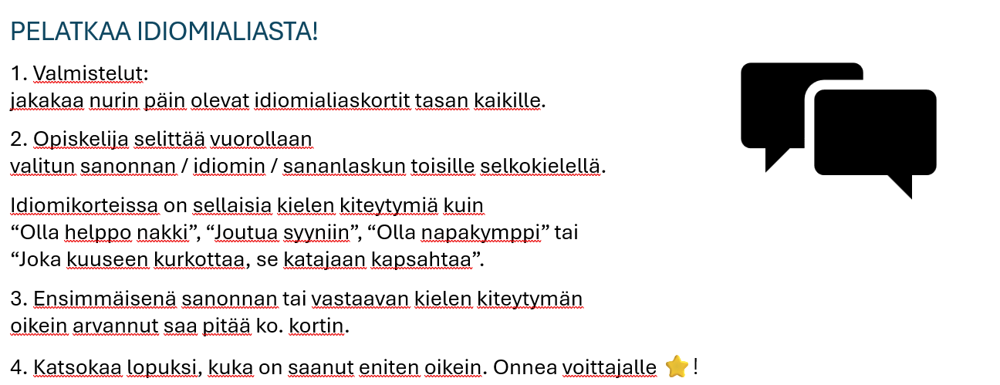 PELATKAA IDIOMIALIASTA!
1. Valmistelut:
jakakaa nurin päin olevat idiomialiaskortit tasan kaikille.
2. Opiskelija selittää vuorollaan
valitun sanonnan / idiomin / sananlaskun toisille selkokielellä.
Idiomikorteissa on sellaisia kielen kiteytymiä kuin
“Olla helppo nakki”, “Joutua syyniin”, “Olla napakymppi” tai
“Joka kuuseen kurkottaa, se katajaan kapsahtaa”.
3. Ensimmäisenä sanonnan tai vastaavan kielen kiteytymän
oikein arvannut saa pitää ko. kortin.
4. Katsokaa lopuksi, kuka on saanut eniten oikein. Onnea voittajalle ⭐!